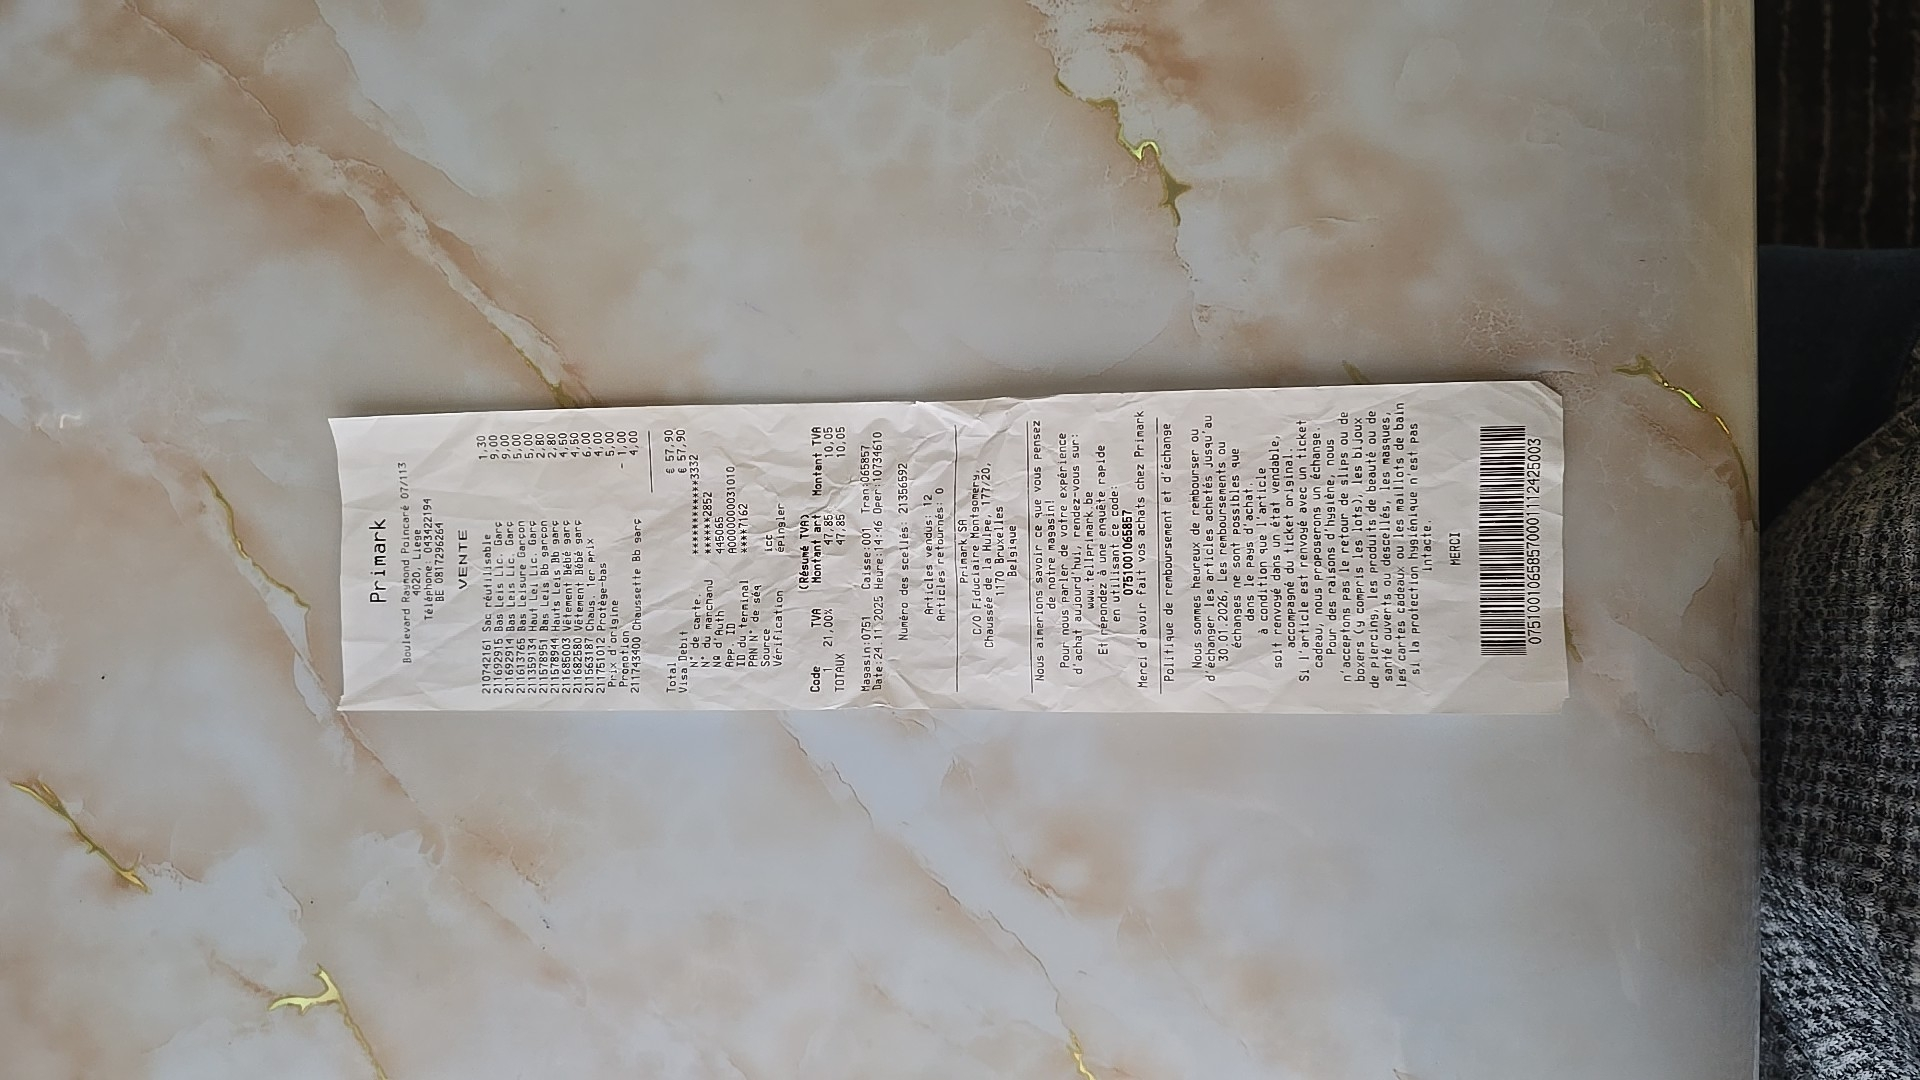 Primark
Boulevard Raymond Poincaré 07/113
4020, Liege
Téléphone: 043422194
BE 0817296264
VENTE
210742161 Sac réutilisable 1,30
211692915 Bas Leis Lic. Garç 9,00
211692914 Bas Leis Lic. Garç 9,00
211613765 Bas Leisure Garçon 5,00
211359134 Haut Leis Lic Garç 5,00
211578951 Bas Leis Bb garçon 2,80
211578944 Hauts Leis Bb garç 2,80
211685003 Vêtement Bébé garç 4,50
211682580 Vêtement Bébé garç 4,50
211563187 Chaus. 1er prix 6,00
211751012 Protège-bas 4,00
Prix d'origine 5,00
Promotion - 1,00
211743400 Chaussette Bb garç 4,00
Total € 57,90
Visa Debit € 57,90
N° de carte. ************3332
N° du marchand ******2852
Nº d'Auth 445065
App. ID A0000000031010
ID du terminal ****7162
PAN N° de séq
Source icc
Vérification épingler
(Résumé TVA)
Code TVA Montant art Montant TVA
1 21,00% 47,85 10,05
TOTAUX 47,85 10,05
Magasin:0751 Caisse:001 Tran:065857
Date:24.11.2025 Heure:14:46 Oper:100734610
Numéro des scellés: 21356592
Articles vendus: 12
Articles retournés: 0
Primark SA
C/O Fiduciaire Montgomery,
Chaussée de la Hulpe, 177/20,
1170 Bruxelles
Belgique
Nous aimerions savoir ce que vous pensez
de notre magasin!
Pour nous parler de votre expérience
d'achat aujourd'hui, rendez-vous sur:
www.tellprimark.be
Et répondez à une enquête rapide
en utilisant ce code:
0751001065857
Merci d'avoir fait vos achats chez Primark
Politique de remboursement et d'échange
Nous sommes heureux de rembourser ou
d'échanger les articles achetés jusqu'au
30.01.2026. Les remboursements ou
échanges ne sont possibles que
dans le pays d'achat.
à condition que l'article
soit renvoyé dans un état vendable,
accompagné du ticket original.
Si l'article est renvoyé avec un ticket
cadeau, nous proposerons un échange.
Pour des raisons d'hygiène, nous
n'acceptons pas le retour de slips ou de
boxers (y compris les lots), les bijoux
de piercing, les produits de beauté ou de
santé ouverts ou descellés, les masques,
les cartes cadeaux ou les maillots de bain
si la protection hygiénique n'est pas
intacte.
MERCI
07510010658570001112425003